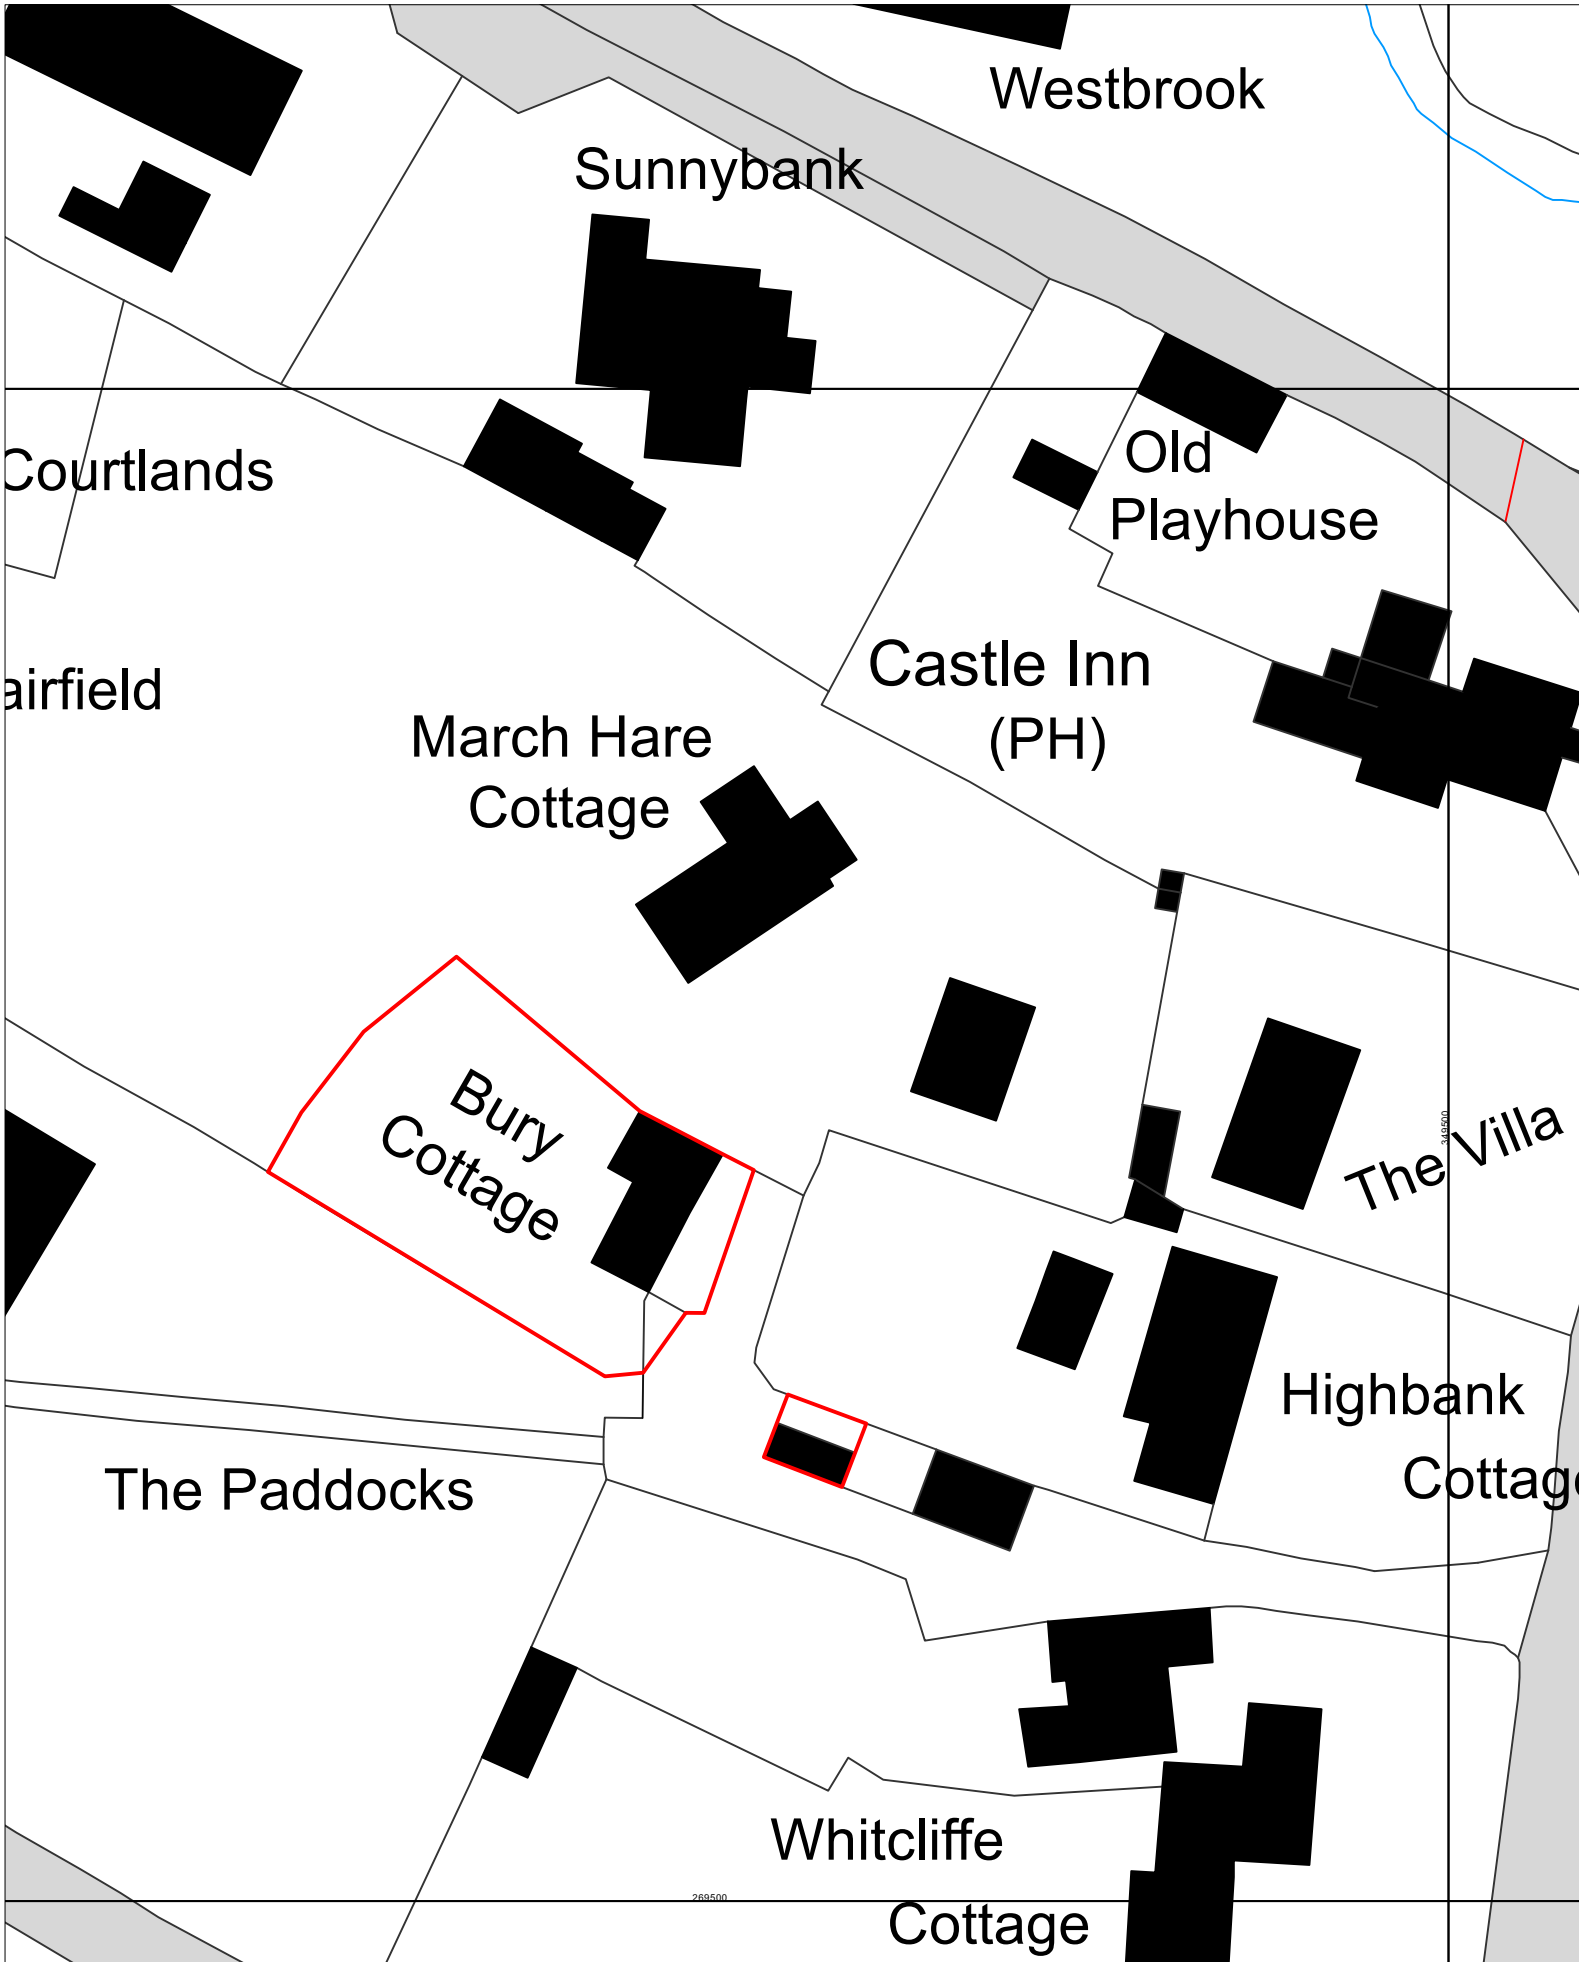 Westbrook
Sunnybank
Old
Playhouse
Courtlands
Castle Inn
(PH)
airfield
March Hare
Cottage
Bury
Cottage
349500
The Villa
Highbank
Cottage
The Paddocks
Whitcliffe
Cottage
269500